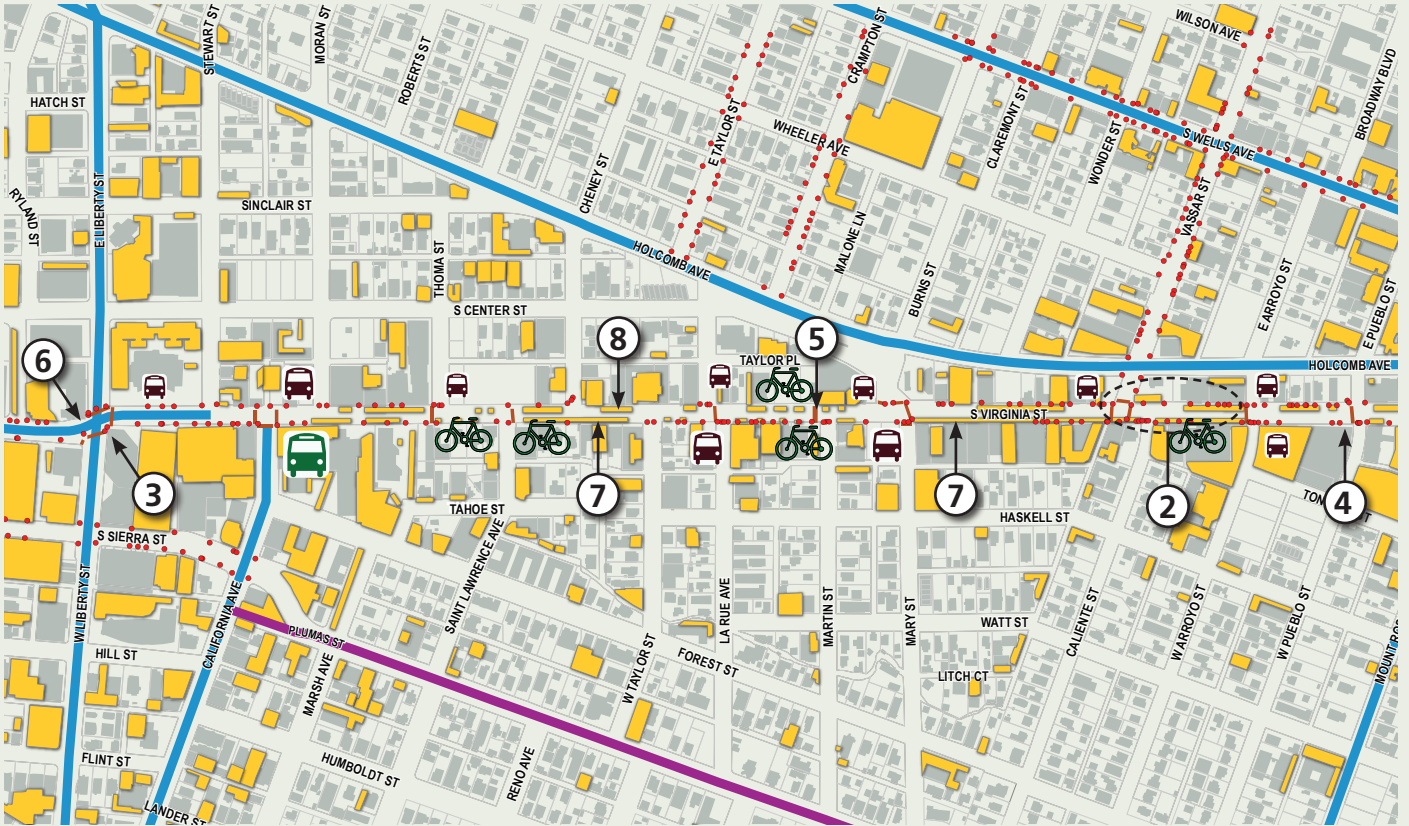 STEWART ST
MORAN ST
ROBERTS ST
CRAMPTON ST
WILSON AVE
BROADWAY BLVD
HATCH ST
E TAYLOR ST
WHEELER AVE
CLAREMONT ST
WONDER ST
S WELLS AVE
CHENEY ST
RYLAND ST
E LIBERTY ST
SINCLAIR ST
VASSAR ST
THOMA ST
HOLCOMB AVE
MALONE LN
BURNS ST
E ARROYO ST
E PUEBLO ST
S CENTER ST
6
8
5
TAYLOR PL
HOLCOMB AVE
S VIRGINIA ST
3
7
7
2
4
TAHOE ST
HASKELL ST
S SIERRA ST
SAINT LAWRENCE AVE
W LIBERTY ST
CALIFORNIA AVE
PLUMAS ST
LA RUE AVE
MARTIN ST
MARY ST
WATT ST
CALIENTE ST
W ARROYO ST
W PUEBLO ST
HILL ST
MARSH AVE
W TAYLOR ST
FOREST ST
LITCH CT
FLINT ST
HUMBOLDT ST
RENO AVE
LANDER ST